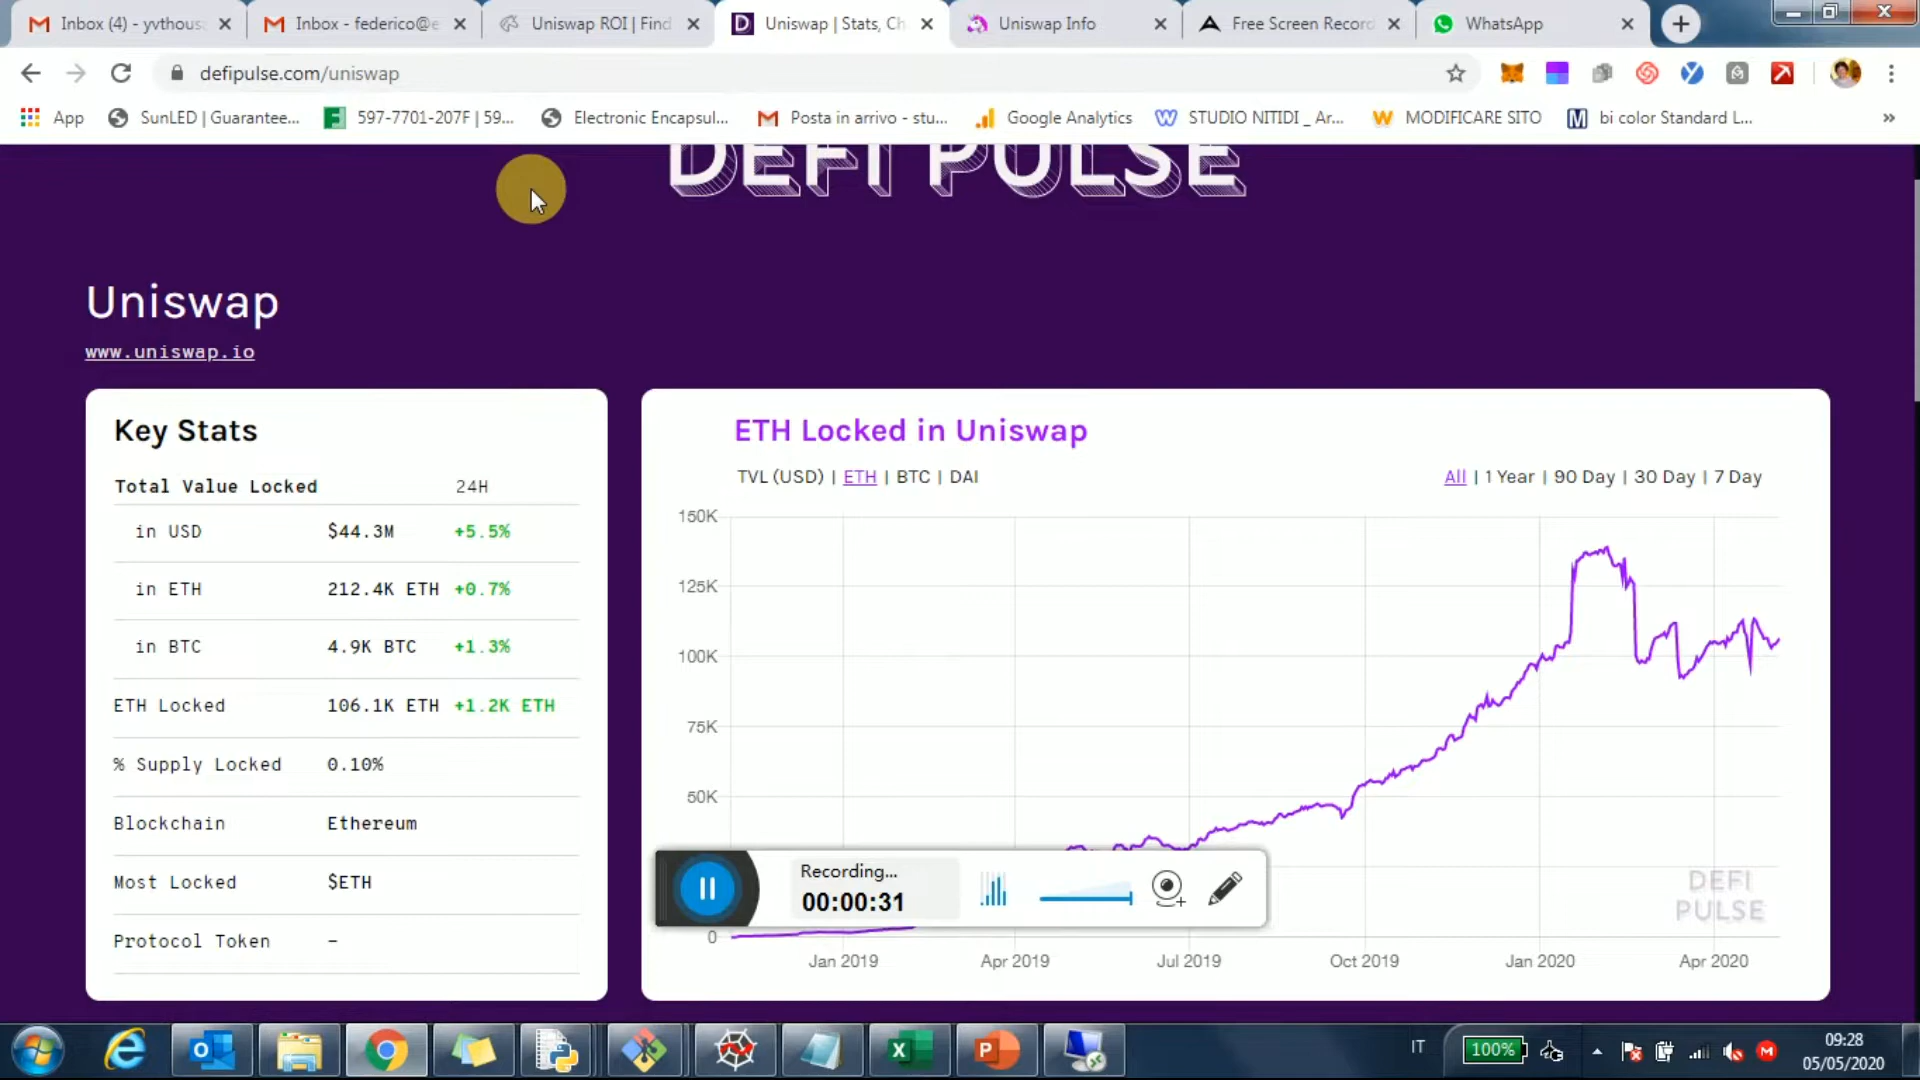 Inbox (4) - yvthous
Inbox - federico@e
Uniswap ROI | Find
Uniswap | Stats, Ch
Uniswap Info
Free Screen Record
WhatsApp
defipulse.com/uniswap
App
SunLED | Guarantee...
597-7701-207F | 59...
Electronic Encapsul...
Posta in arrivo - stu...
Google Analytics
STUDIO NITIDI _ Ar...
MODIFICARE SITO
bi color Standard L...
»
DEFI PULSE
Uniswap
www.uniswap.io
Key Stats
Total Value Locked 24H
in USD $44.3M +5.5%
in ETH 212.4K ETH +0.7%
in BTC 4.9K BTC +1.3%
ETH Locked 106.1K ETH +1.2K ETH
% Supply Locked 0.10%
Blockchain Ethereum
Most Locked $ETH
Protocol Token –
ETH Locked in Uniswap
TVL (USD) | ETH | BTC | DAI
All | 1 Year | 90 Day | 30 Day | 7 Day
150K
125K
100K
75K
50K
0
Jan 2019
Apr 2019
Jul 2019
Oct 2019
Jan 2020
Apr 2020
DEFI
PULSE
Recording...
00:00:31
IT
100%
09:28
05/05/2020